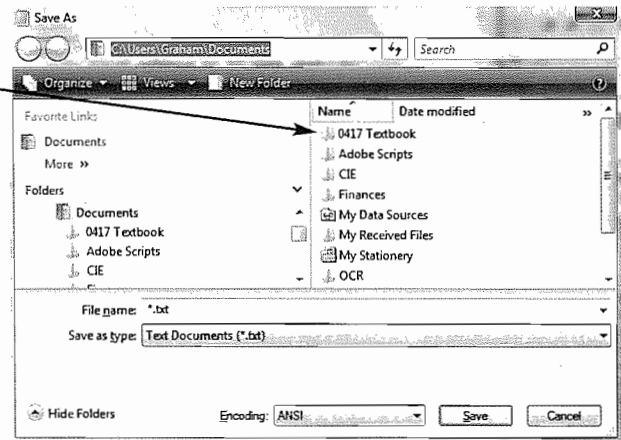 Save As
C:\Users\Graham\Documents Search
Organize Views New Folder
Favorite Links
Documents
More »
Folders
Documents
0417 Textbook
Adobe Scripts
CIE
Name Date modified »
0417 Textbook
Adobe Scripts
CIE
Finances
My Data Sources
My Received Files
My Stationery
OCR
File name: *.txt
Save as type: Text Documents (*.txt)
Hide Folders Encoding: ANSI Save Cancel